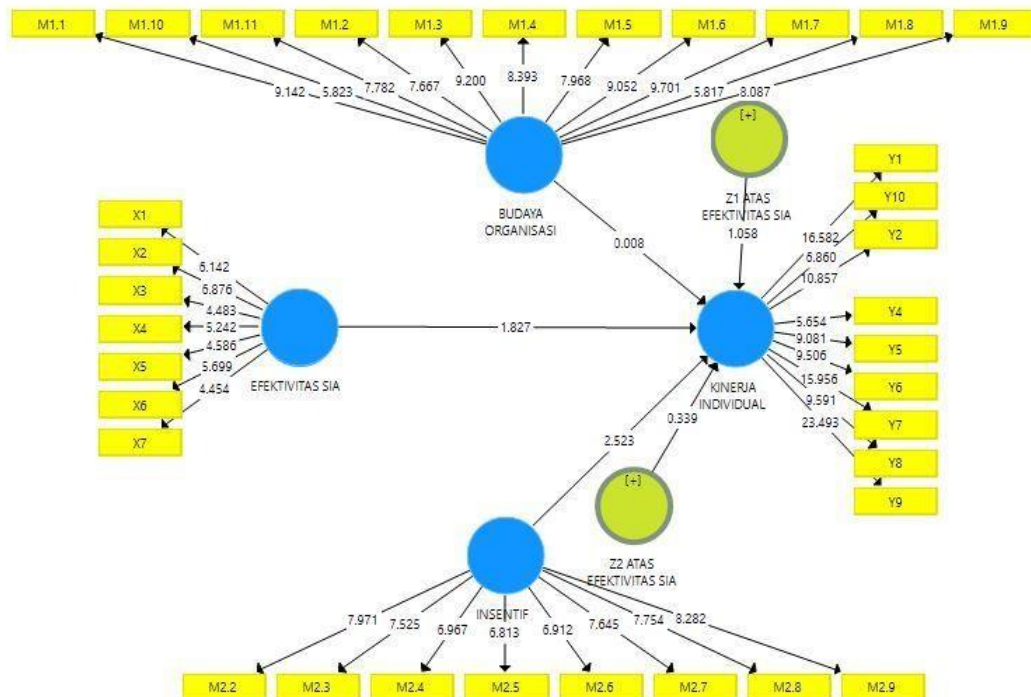 M1.1
M1.10
M1.11
M1.2
M1.3
M1.4
M1.5
M1.6
M1.7
M1.8
M1.9
9.142
5.823
7.782
7.667
9.200
8.393
7.968
9.052
9.701
5.817
8.087
[+]
BUDAYA
ORGANISASI
Z1 ATAS
EFEKTIVITAS SIA
1.058
0.008
Y1
Y10
Y2
Y4
Y5
Y6
Y7
Y8
Y9
16.582
6.860
10.857
5.654
9.081
9.506
15.956
9.591
23.493
X1
X2
X3
X4
X5
X6
X7
6.142
6.876
4.483
5.242
4.586
5.699
4.454
EFEKTIVITAS SIA
1.827
KINERJA
INDIVIDUAL
2.523
0.339
[+]
Z2 ATAS
EFEKTIVITAS SIA
INSENTIF
7.971
7.525
6.967
6.813
6.912
7.645
7.754
8.282
M2.2
M2.3
M2.4
M2.5
M2.6
M2.7
M2.8
M2.9